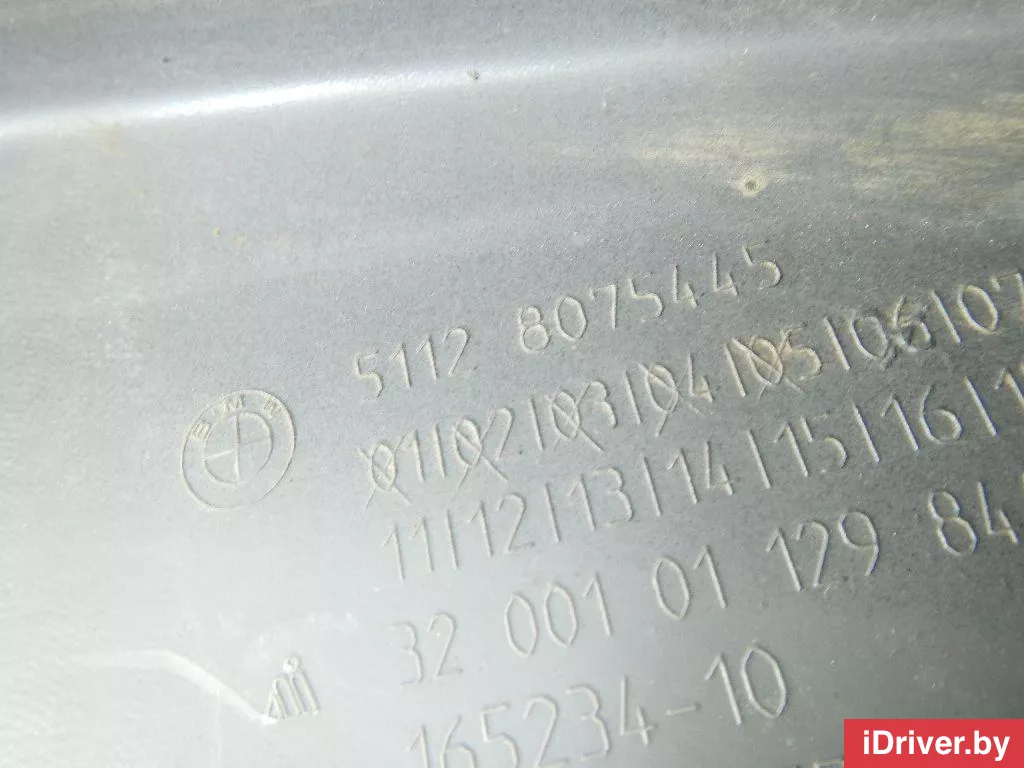 5112 8075445
BMW
01/02/03/04/05/06/07
11/12/13/14/15/16/1
32 001 01 129 84
165234-10
iDriver.by